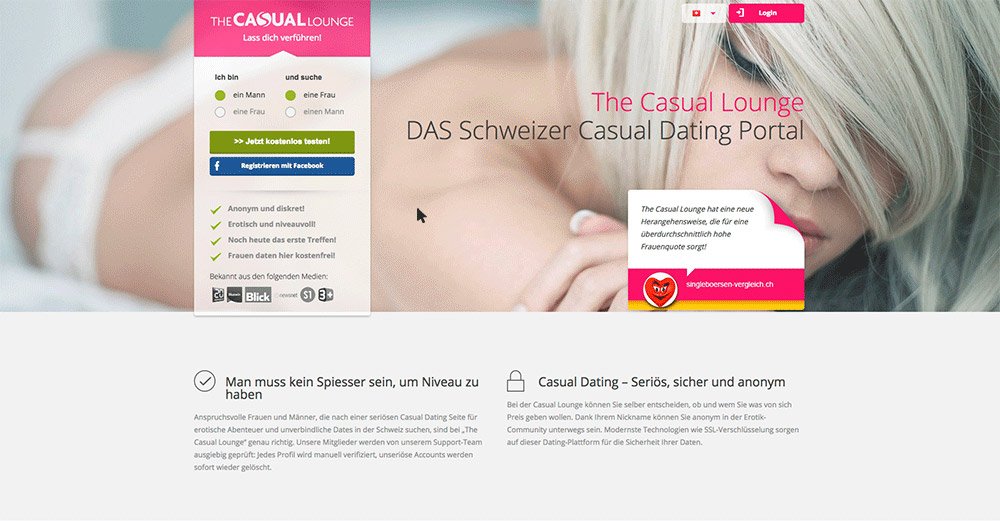 THE CASUAL LOUNGE
Lass dich verführen!
Login
Ich bin
und suche
ein Mann
eine Frau
eine Frau
einen Mann
>> Jetzt kostenlos testen!
f Registrieren mit Facebook
Anonym und diskret!
Erotisch und niveauvoll!
Noch heute das erste Treffen!
Frauen daten hier kostenfrei!
Bekannt aus den folgenden Medien:
Blick
S1
3+
The Casual Lounge
DAS Schweizer Casual Dating Portal
The Casual Lounge hat eine neue
Herangehensweise, die für eine
überdurchschnittlich hohe
Frauenquote sorgt!
singleboersen-vergleich.ch
Man muss kein Spiesser sein, um Niveau zu
haben
Anspruchsvolle Frauen und Männer, die nach einer seriösen Casual Dating Seite für
erotische Abenteuer und unverbindliche Dates in der Schweiz suchen, sind bei „The
Casual Lounge“ genau richtig. Unsere Mitglieder werden von unserem Support-Team
ausgiebig geprüft: Jedes Profil wird manuell verifiziert, unseriöse Accounts werden
sofort wieder gelöscht.
Casual Dating – Seriös, sicher und anonym
Bei der Casual Lounge können Sie selber entscheiden, ob und wem Sie was von sich
Preis geben wollen. Dank Ihrem Nickname können Sie anonym in der Erotik-
Community unterwegs sein. Modernste Technologien wie SSL-Verschlüsselung sorgen
auf dieser Dating-Plattform für die Sicherheit Ihrer Daten.